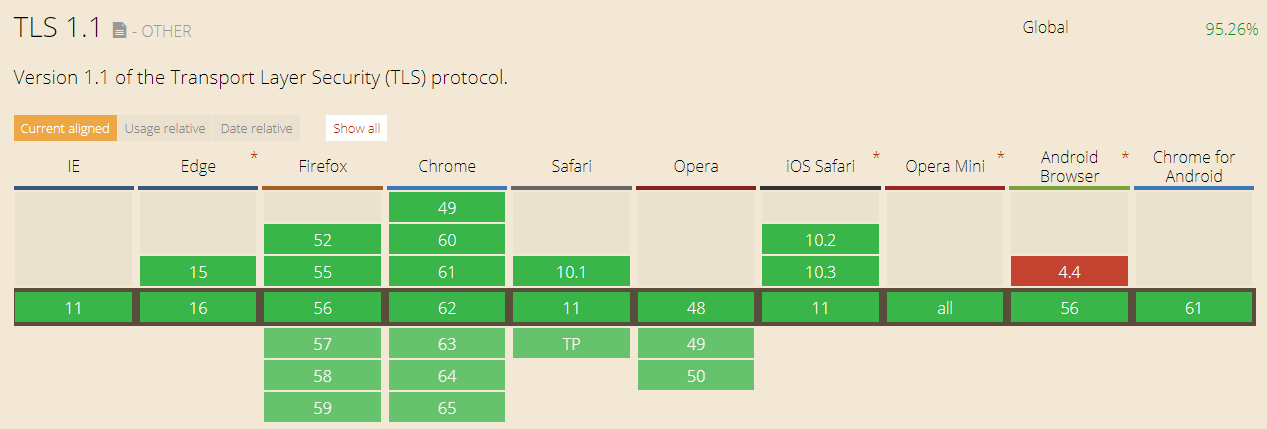 TLS 1.1 - OTHER Global 95.26%
Version 1.1 of the Transport Layer Security (TLS) protocol.
Current aligned Usage relative Date relative Show all
IE Edge * Firefox Chrome Safari Opera iOS Safari * Opera Mini * Android Browser * Chrome for Android
49
52 60 10.2
15 55 61 10.1 10.3 4.4
11 16 56 62 11 48 11 all 56 61
57 63 TP 49
58 64 50
59 65